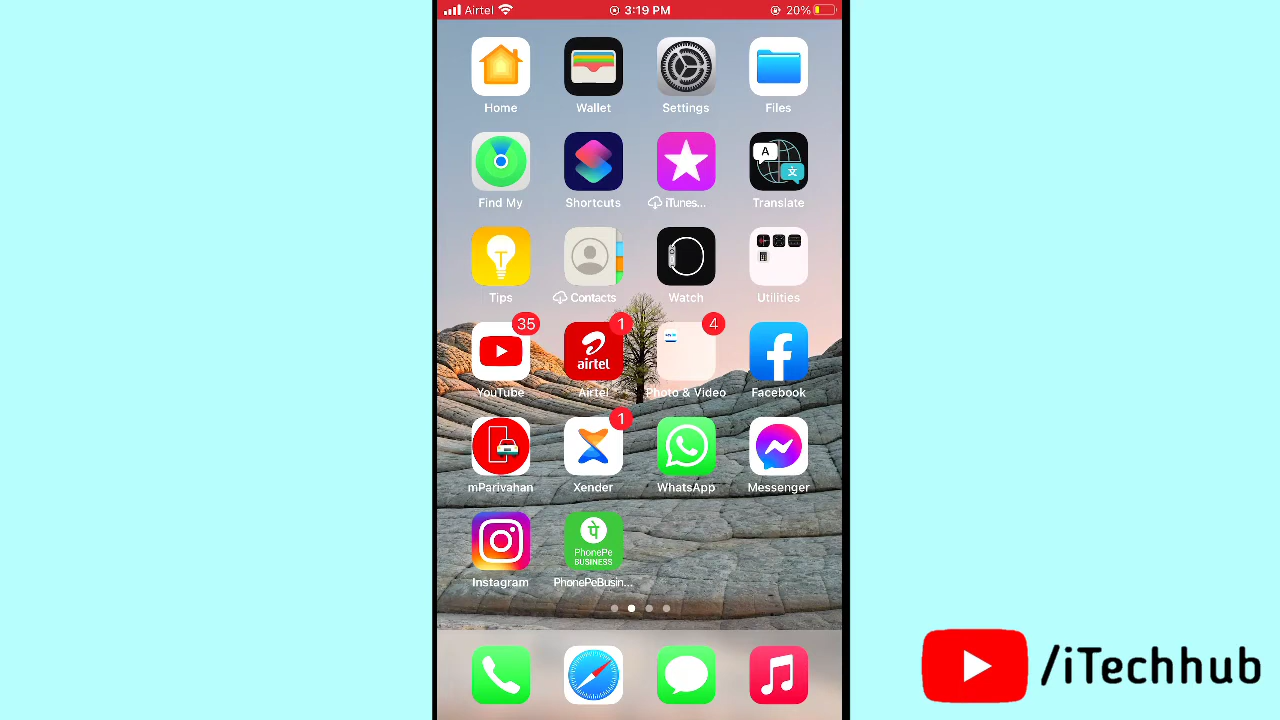 Airtel 3:19 PM 20%
Home Wallet Settings Files
A 文
Find My Shortcuts iTunes... Translate
Tips Contacts Watch Utilities
35 1 4
airtel
YouTube Airtel Photo & Video Facebook
1
mParivahan Xender WhatsApp Messenger
पे
PhonePe
BUSINESS
Instagram PhonePeBusin...
/iTechhub